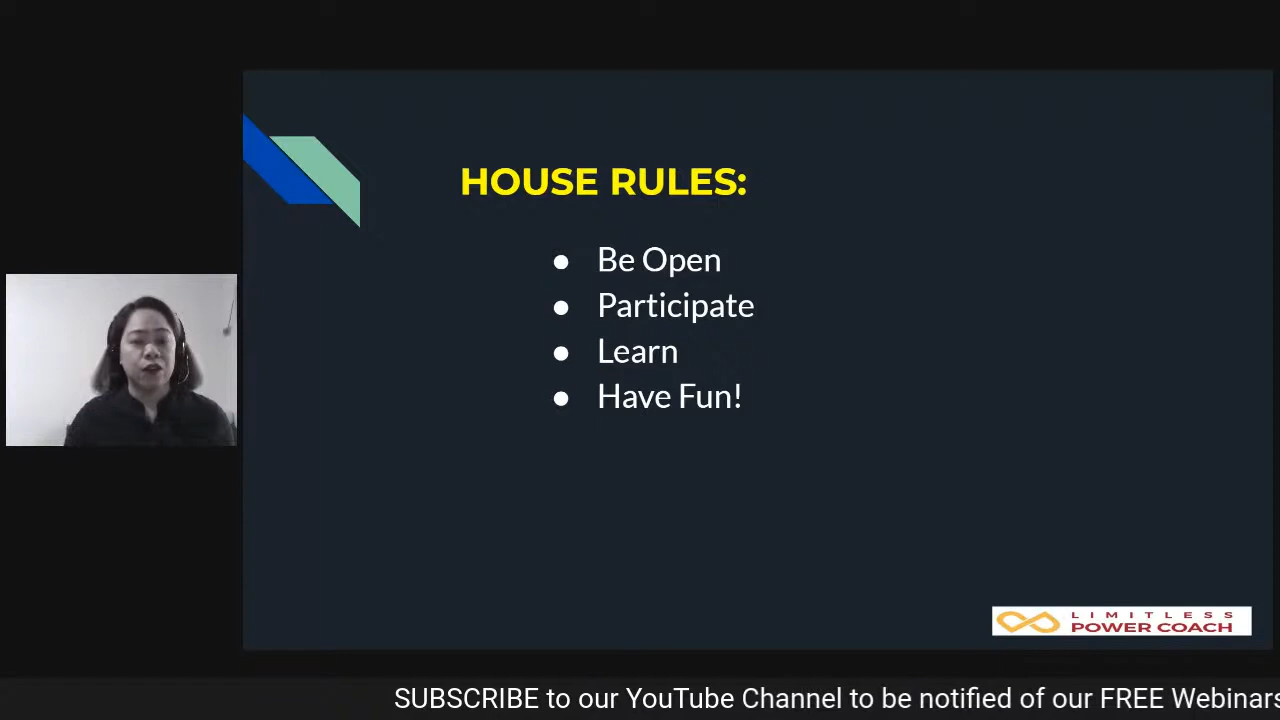 HOUSE RULES:
● Be Open
● Participate
● Learn
● Have Fun!
LIMITLESS
POWER COACH
SUBSCRIBE to our YouTube Channel to be notified of our FREE Webinars